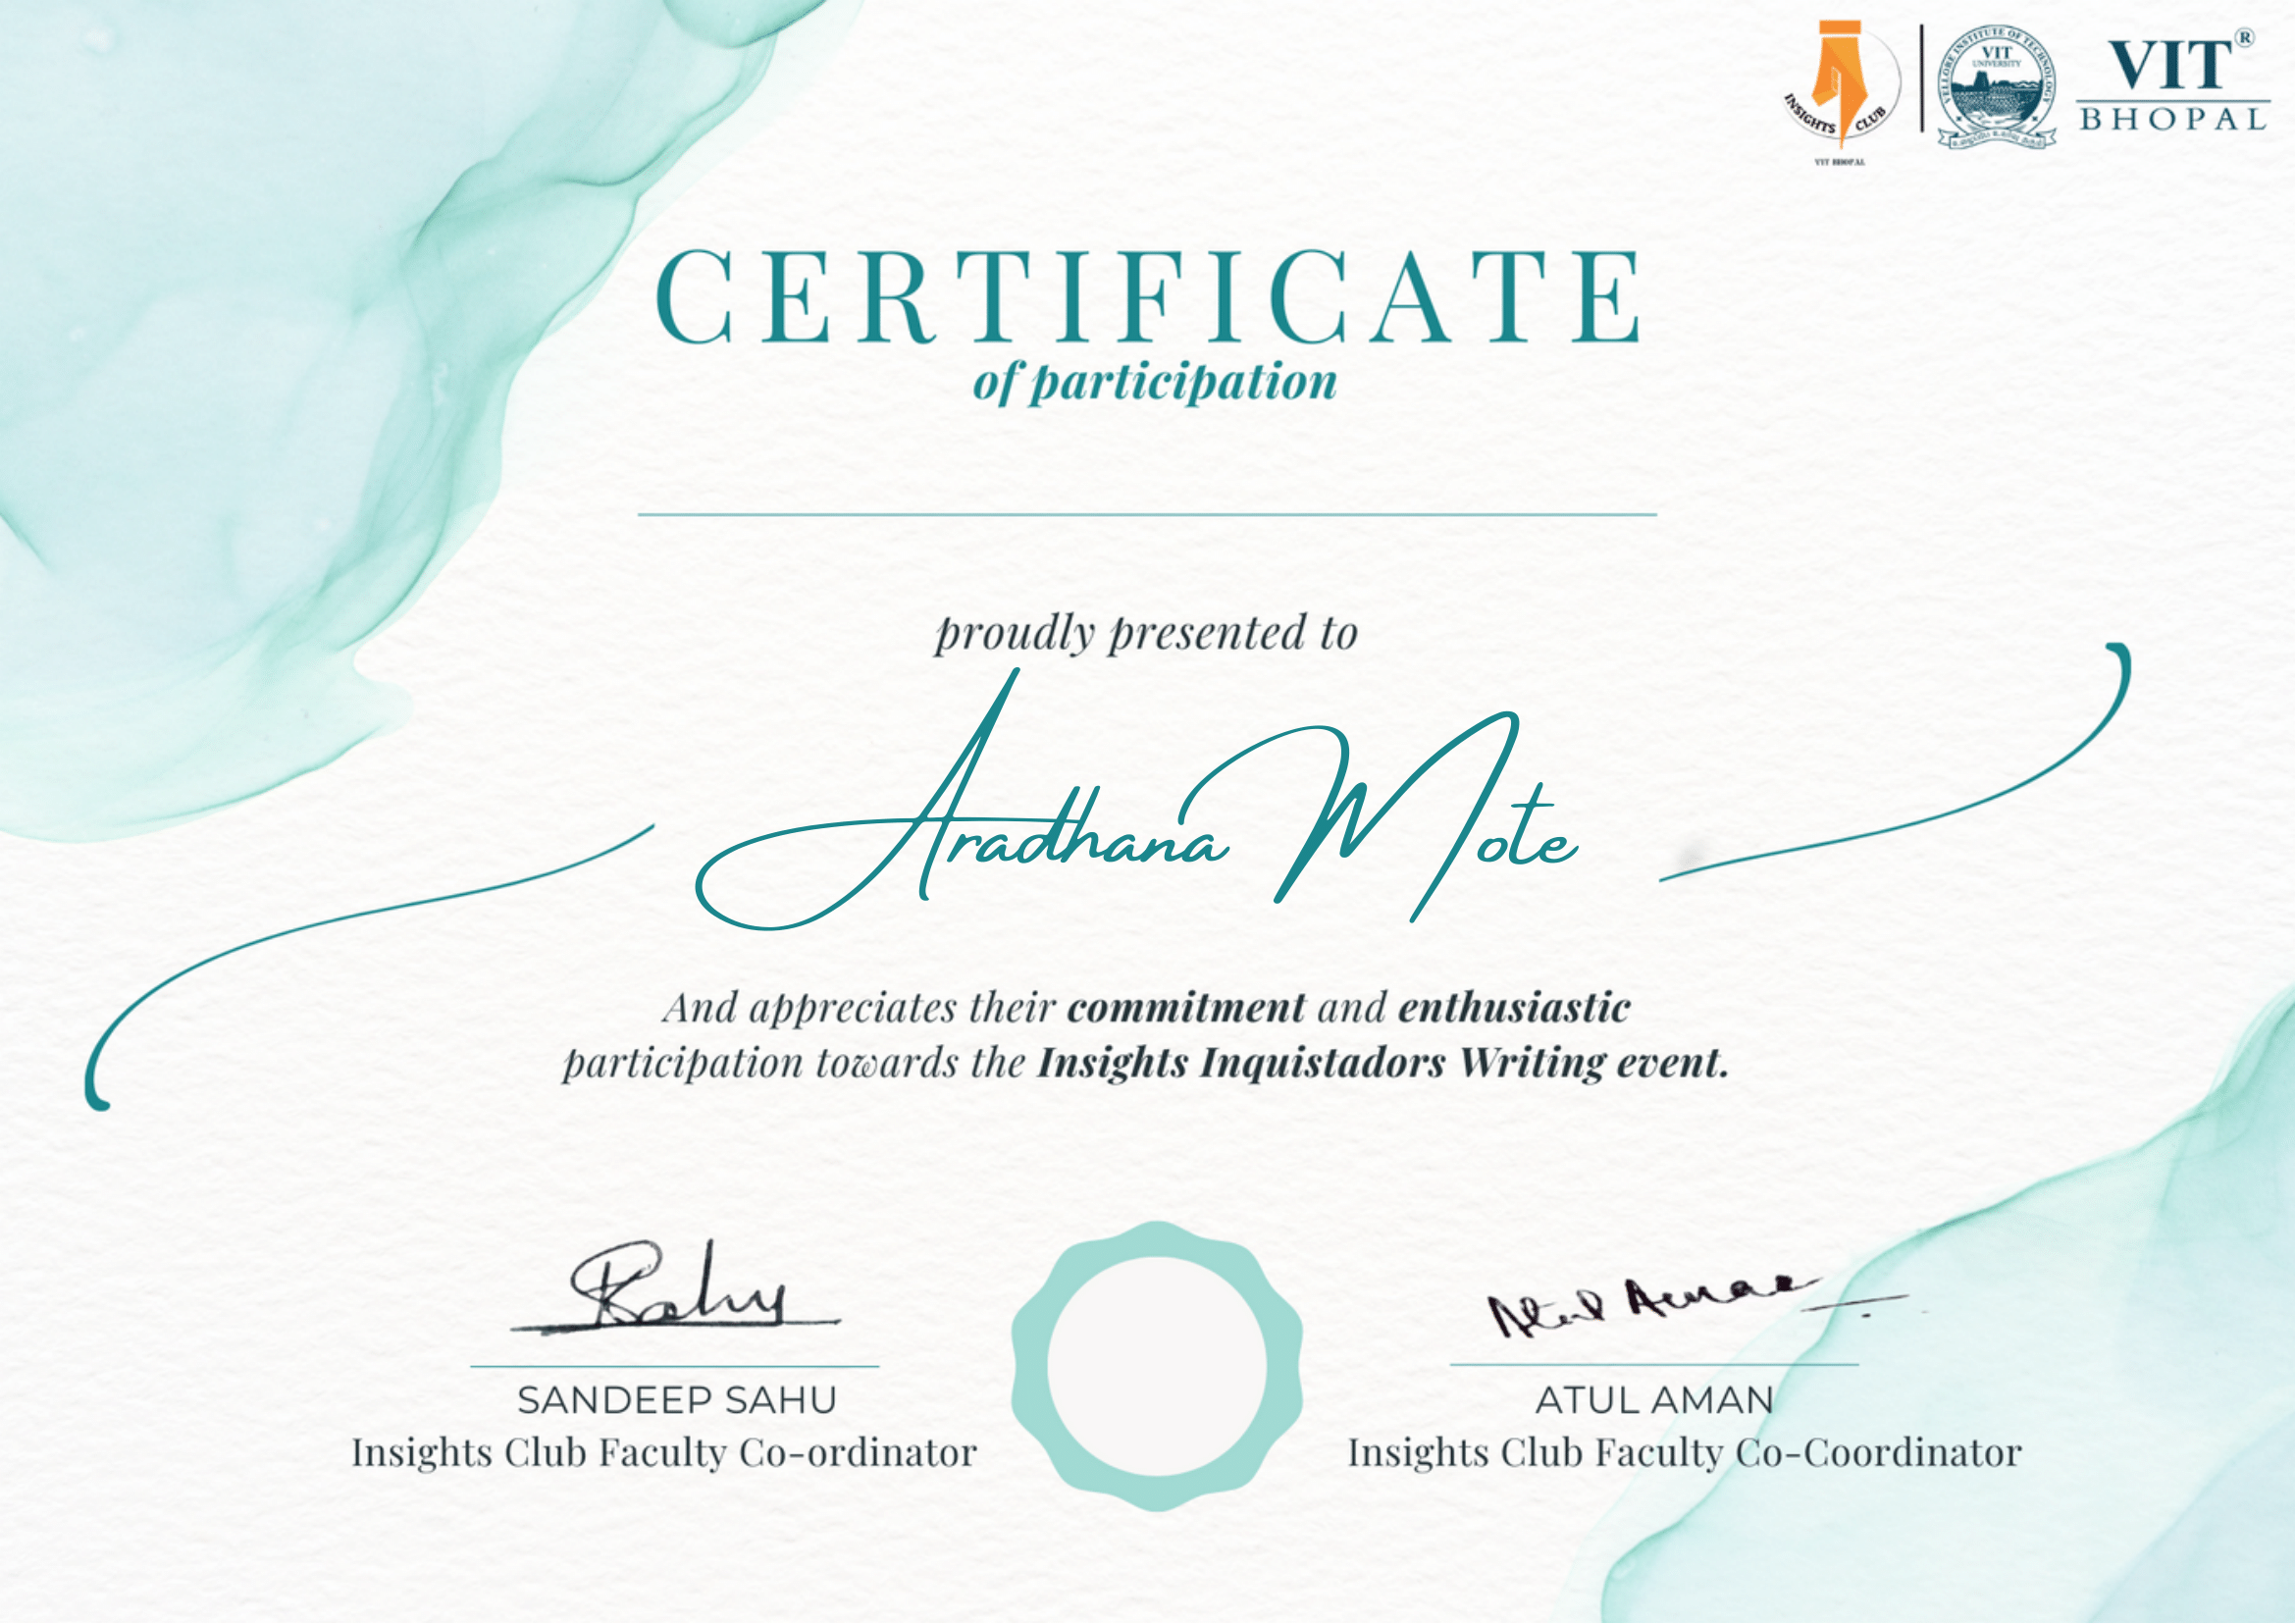 INSIGHTS CLUB
VIT BHOPAL
VELLORE INSTITUTE OF TECHNOLOGY
VIT
UNIVERSITY
VIT®
BHOPAL
CERTIFICATE
of participation
proudly presented to
Aradhana Mote
And appreciates their commitment and enthusiastic
participation towards the Insights Inquistadors Writing event.
Sahu
Atul Aman
SANDEEP SAHU
Insights Club Faculty Co-ordinator
ATUL AMAN
Insights Club Faculty Co-Coordinator